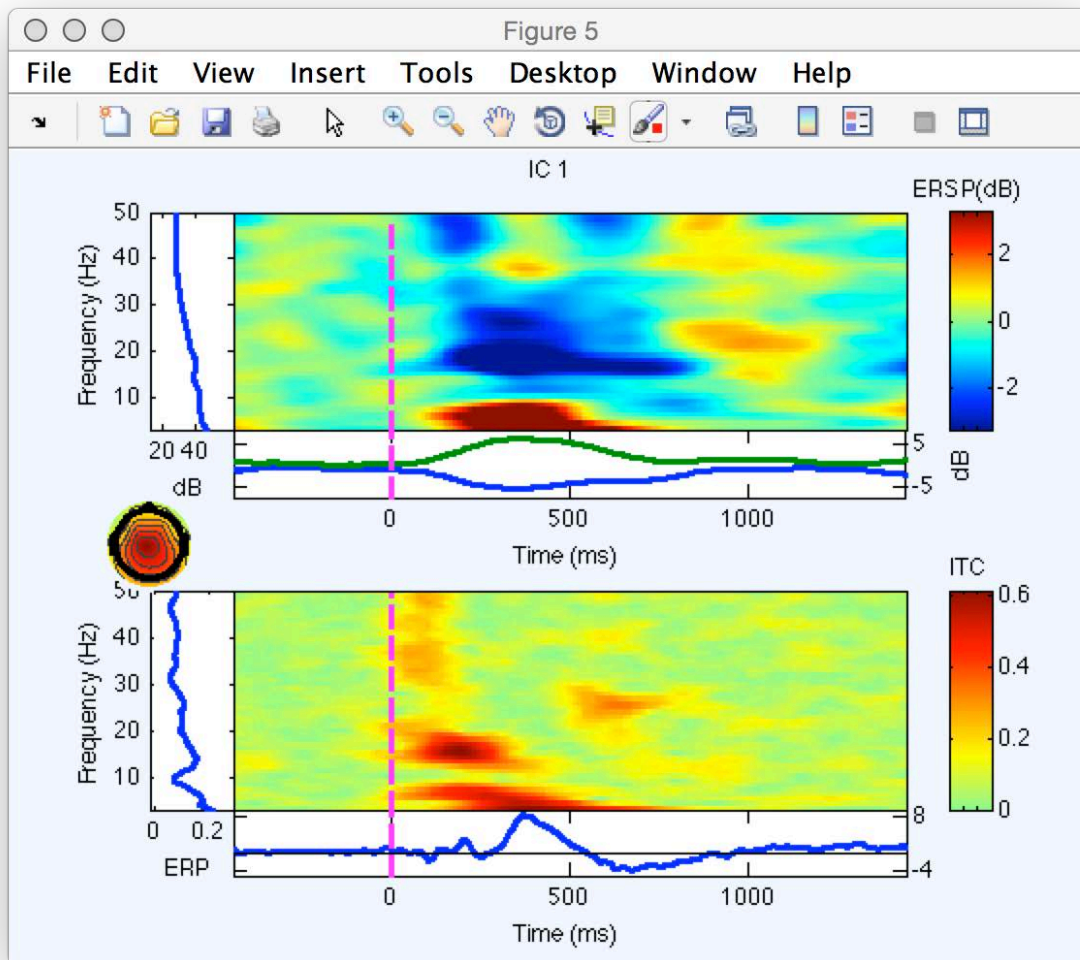 Figure 5
File Edit View Insert Tools Desktop Window Help
IC 1
ERSP(dB)
50
40
30
20
10
Frequency (Hz)
2
0
-2
20 40
dB
5
-5
dB
0 500 1000
Time (ms)
ITC
50
40
30
20
10
Frequency (Hz)
0.6
0.4
0.2
0
0 0.2
ERP
8
-4
0 500 1000
Time (ms)